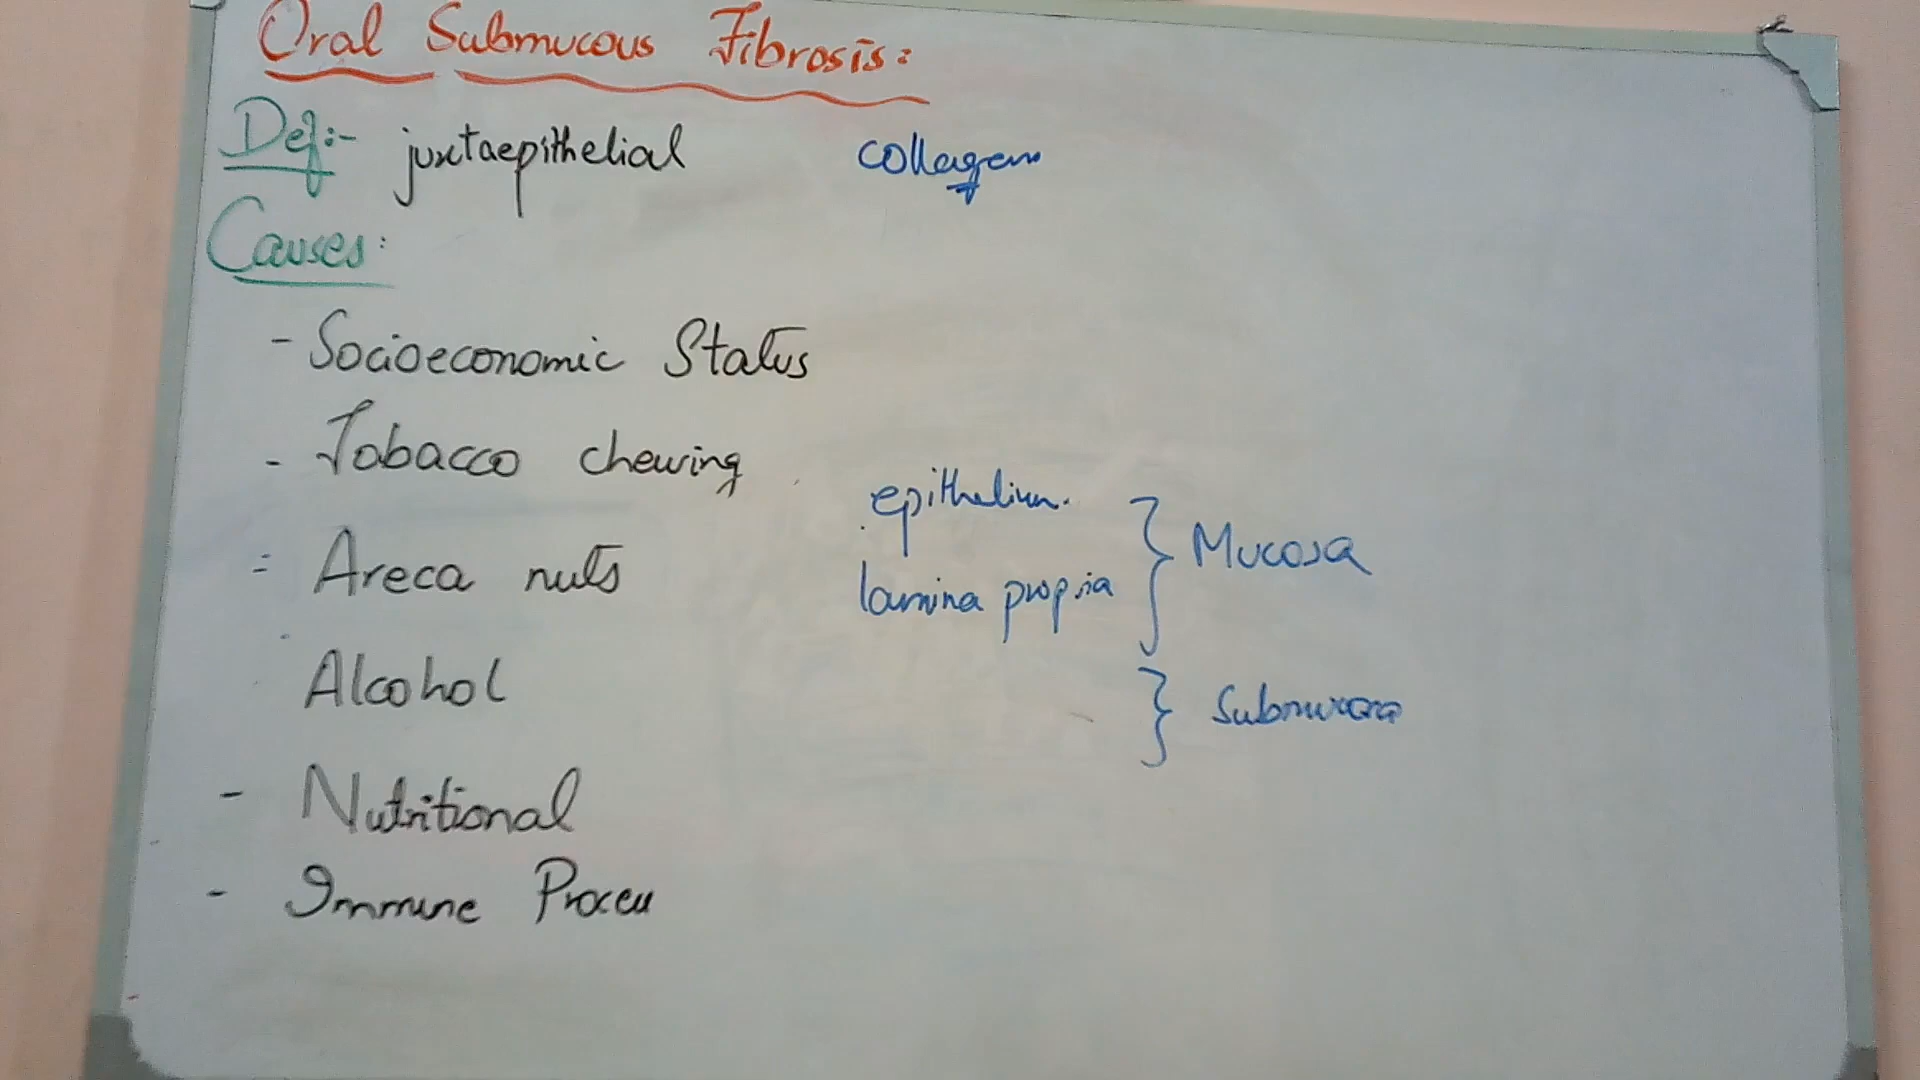 Oral Submucous Fibrosis:
Def:- juxtaepithelial collagen
Causes:
- Socioeconomic Status
- Tobacco chewing
epithelium.
- Areca nuts
lamina propria } Mucosa
Alcohol
} Submucosa
- Nutritional
- Immune Process